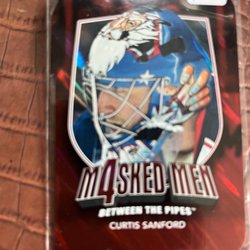 M4SKED-MEN
BETWEEN THE PIPES
CURTIS SANFORD